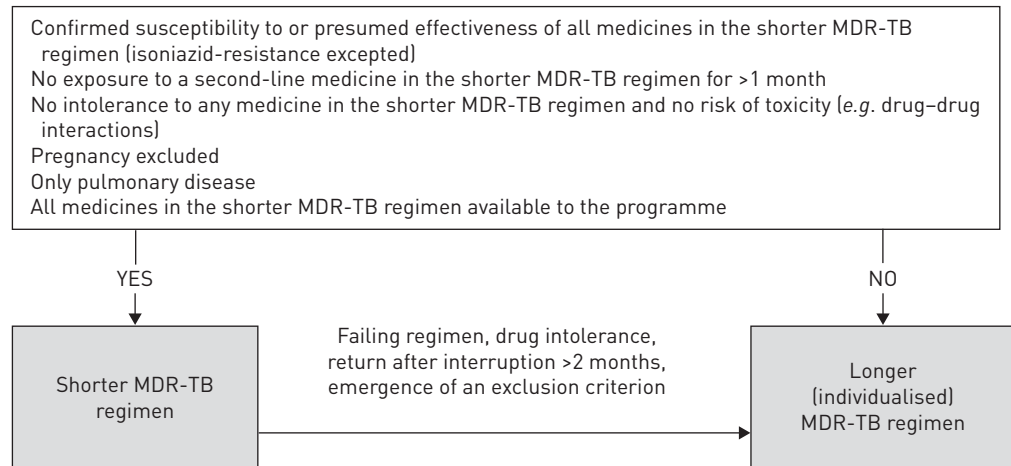 Confirmed susceptibility to or presumed effectiveness of all medicines in the shorter MDR-TB
regimen (isoniazid-resistance excepted)
No exposure to a second-line medicine in the shorter MDR-TB regimen for >1 month
No intolerance to any medicine in the shorter MDR-TB regimen and no risk of toxicity (e.g. drug–drug
interactions)
Pregnancy excluded
Only pulmonary disease
All medicines in the shorter MDR-TB regimen available to the programme
YES
NO
Shorter MDR-TB
regimen
Failing regimen, drug intolerance,
return after interruption >2 months,
emergence of an exclusion criterion
Longer
(individualised)
MDR-TB regimen